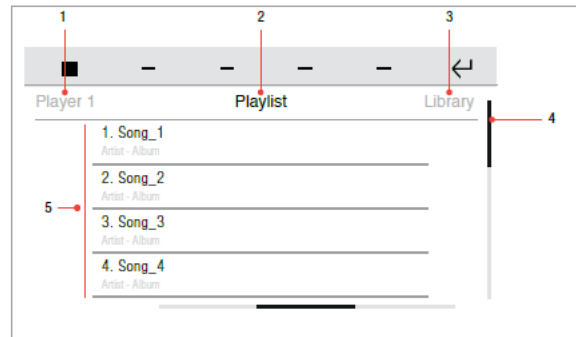 1 2 3
Player 1 Playlist Library
4
1. Song_1
Artist - Album
2. Song_2
Artist - Album
5
3. Song_3
Artist - Album
4. Song_4
Artist - Album